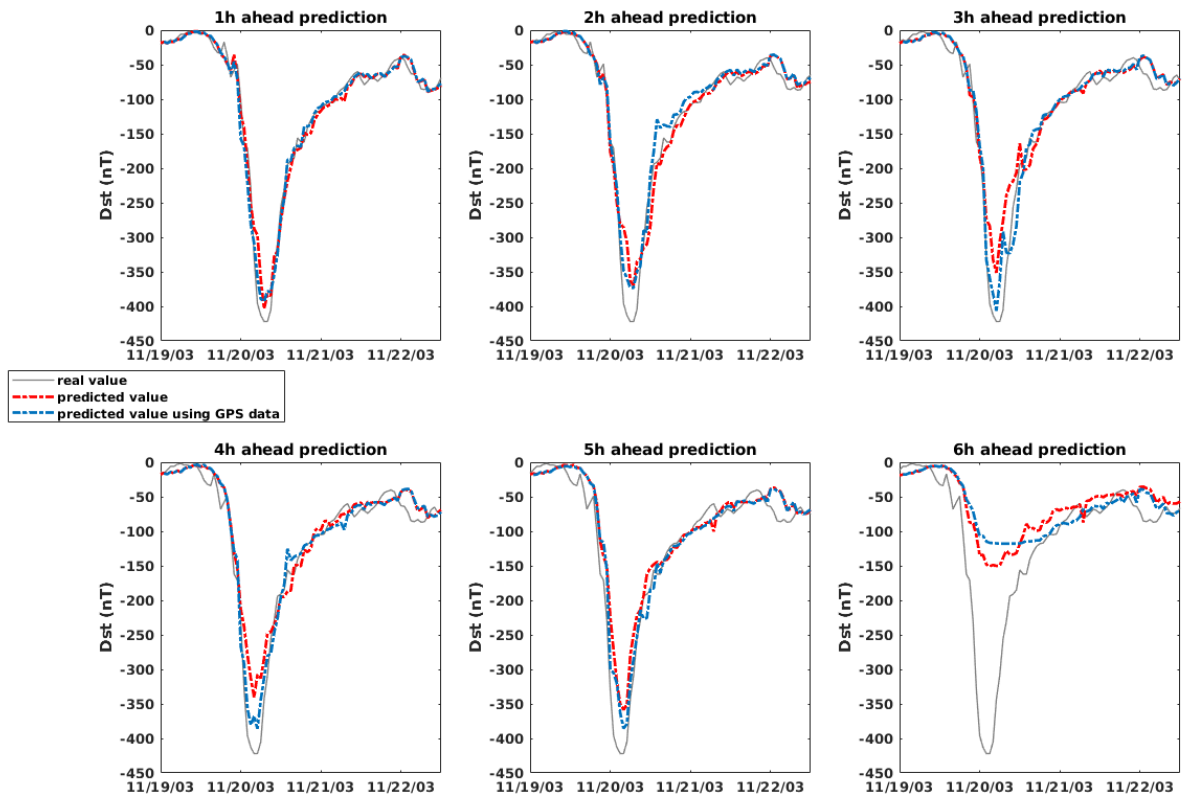 1h ahead prediction
0
-50
-100
-150
-200
-250
-300
-350
-400
-450
Dst (nT)
11/19/03 11/20/03 11/21/03 11/22/03
2h ahead prediction
0
-50
-100
-150
-200
-250
-300
-350
-400
-450
Dst (nT)
11/19/03 11/20/03 11/21/03 11/22/03
3h ahead prediction
0
-50
-100
-150
-200
-250
-300
-350
-400
-450
Dst (nT)
11/19/03 11/20/03 11/21/03 11/22/03
real value
predicted value
predicted value using GPS data
4h ahead prediction
0
-50
-100
-150
-200
-250
-300
-350
-400
-450
Dst (nT)
11/19/03 11/20/03 11/21/03 11/22/03
5h ahead prediction
0
-50
-100
-150
-200
-250
-300
-350
-400
-450
Dst (nT)
11/19/03 11/20/03 11/21/03 11/22/03
6h ahead prediction
0
-50
-100
-150
-200
-250
-300
-350
-400
-450
Dst (nT)
11/19/03 11/20/03 11/21/03 11/22/03